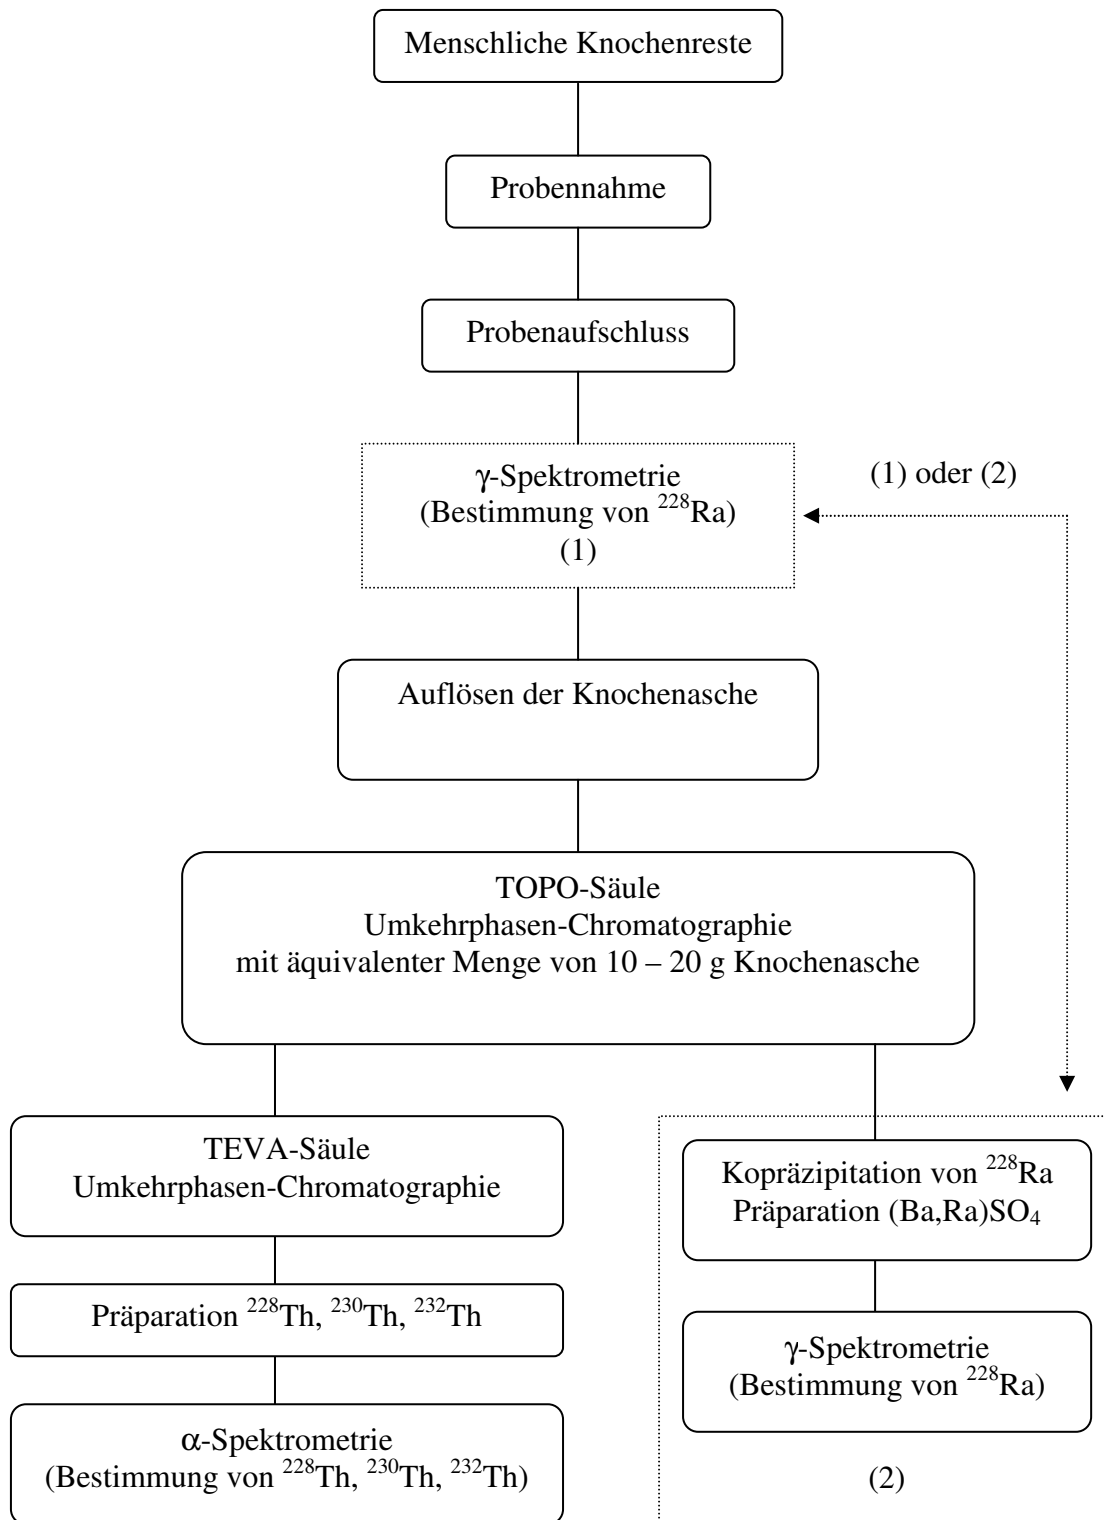 Menschliche Knochenreste
Probennahme
Probenaufschluss
γ-Spektrometrie
(Bestimmung von ²²⁸Ra)
(1)
(1) oder (2)
Auflösen der Knochenasche
TOPO-Säule
Umkehrphasen-Chromatographie
mit äquivalenter Menge von 10 – 20 g Knochenasche
TEVA-Säule
Umkehrphasen-Chromatographie
Präparation ²²⁸Th, ²³⁰Th, ²³²Th
α-Spektrometrie
(Bestimmung von ²²⁸Th, ²³⁰Th, ²³²Th)
Kopräzipitation von ²²⁸Ra
Präparation (Ba,Ra)SO₄
γ-Spektrometrie
(Bestimmung von ²²⁸Ra)
(2)